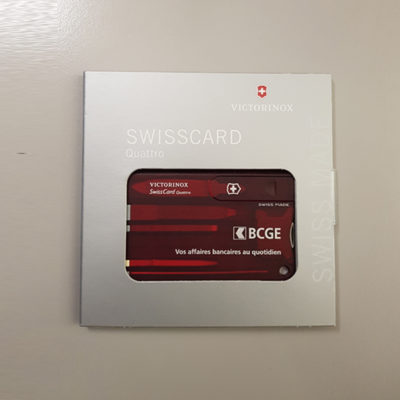 VICTORINOX
SWISSCARD
Quattro
VICTORINOX
SwissCard Quattro
SWISS MADE
BCGE
Vos affaires bancaires au quotidien
SWISS MADE